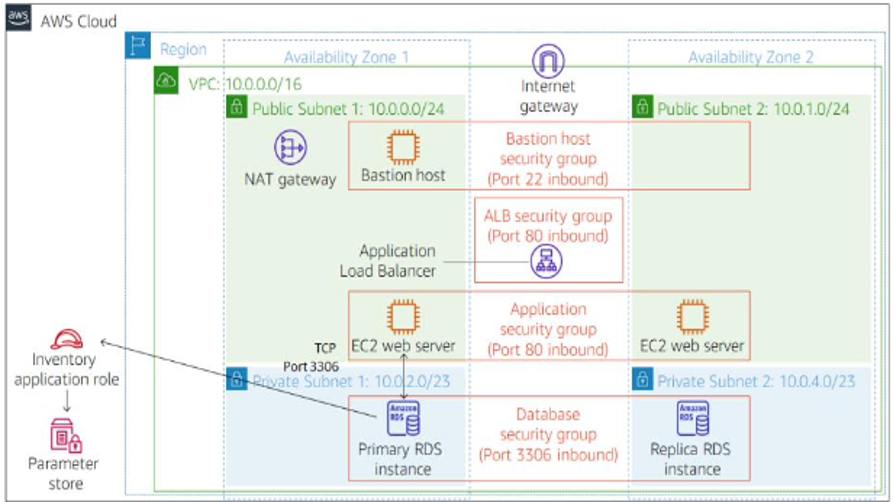 aws
AWS Cloud
Region
Availability Zone 1
Availability Zone 2
VPC: 10.0.0.0/16
Internet
gateway
Public Subnet 1: 10.0.0.0/24
Public Subnet 2: 10.0.1.0/24
NAT gateway
Bastion host
Bastion host
security group
(Port 22 inbound)
ALB security group
(Port 80 inbound)
Application
Load Balancer
EC2 web server
Application
security group
(Port 80 inbound)
EC2 web server
TCP
Port 3306
Inventory
application role
Parameter
store
Private Subnet 1: 10.0.2.0/23
Private Subnet 2: 10.0.4.0/23
Amazon
RDS
Primary RDS
instance
Database
security group
(Port 3306 inbound)
Amazon
RDS
Replica RDS
instance